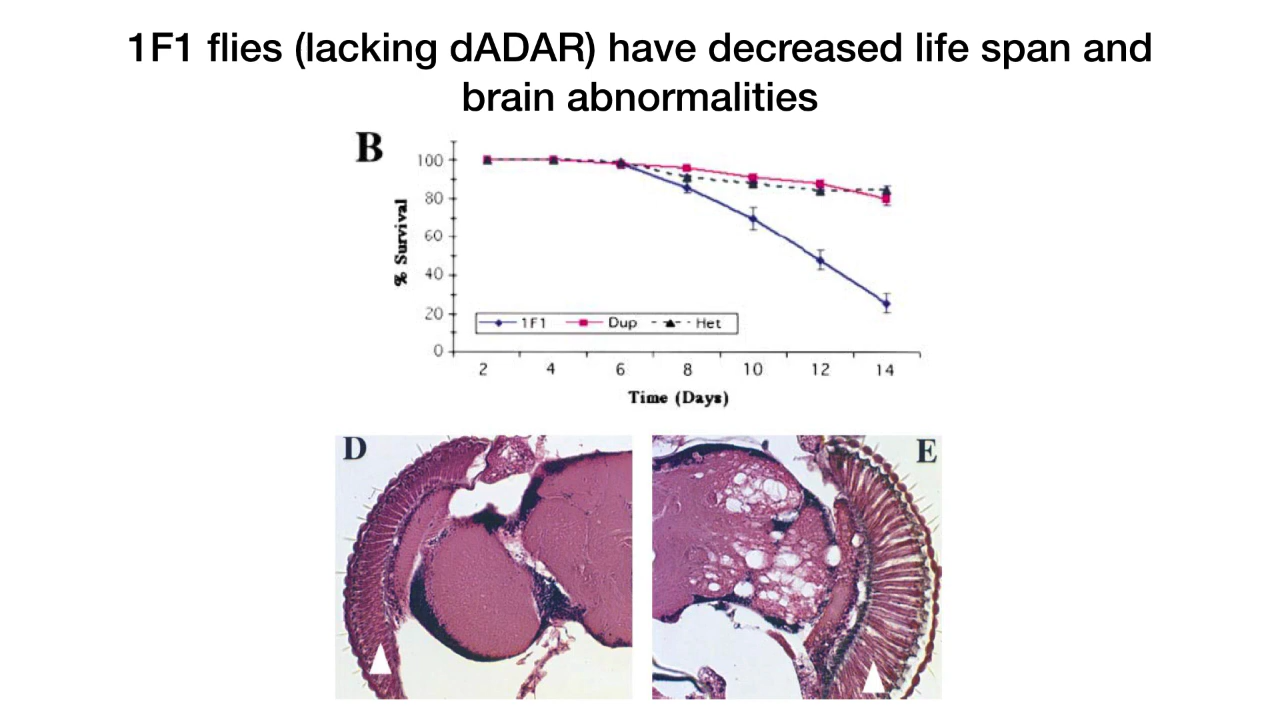 1F1 flies (lacking dADAR) have decreased life span and
brain abnormalities
B
100
80
60
40
20
0
% Survival
1F1 Dup Het
2 4 6 8 10 12 14
Time (Days)
D
E